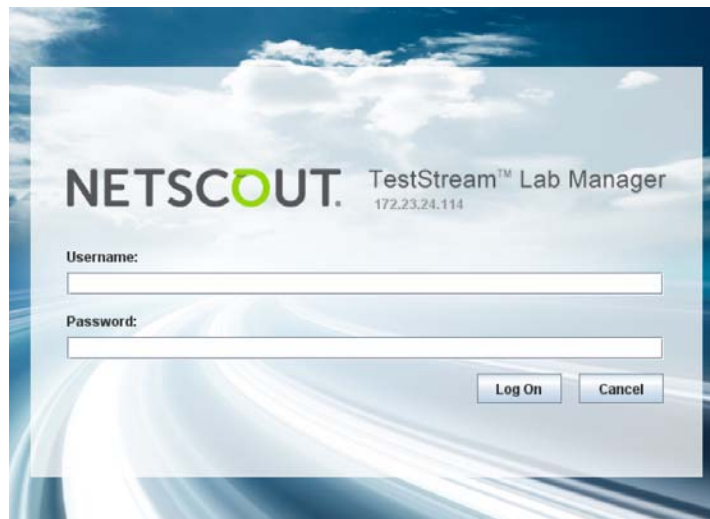 NETSCOUT. TestStream™ Lab Manager
172.23.24.114
Username:
Password:
Log On Cancel